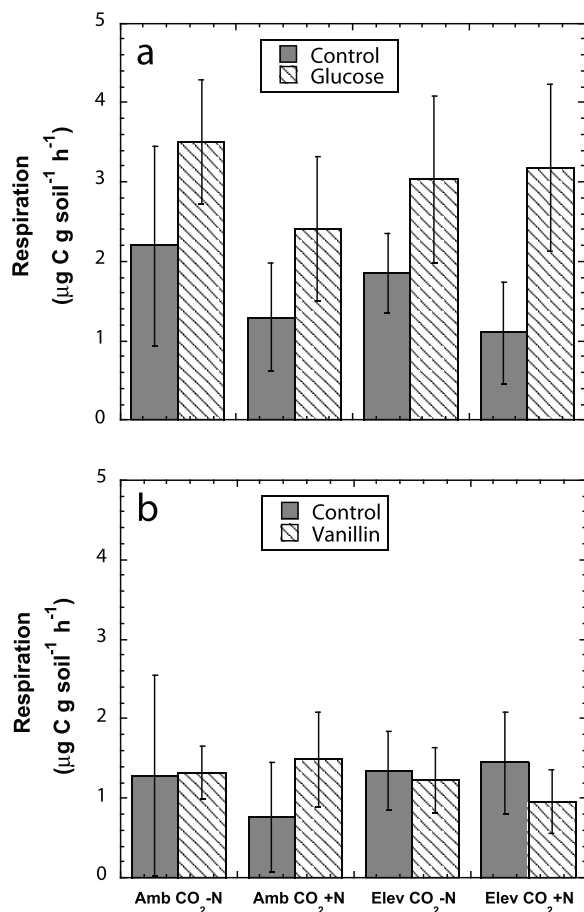 a
Control
Glucose
5
4
3
2
1
0
Respiration
(µg C g soil⁻¹ h⁻¹)
b
Control
Vanillin
5
4
3
2
1
0
Respiration
(µg C g soil⁻¹ h⁻¹)
Amb CO₂-N Amb CO₂+N Elev CO₂-N Elev CO₂+N